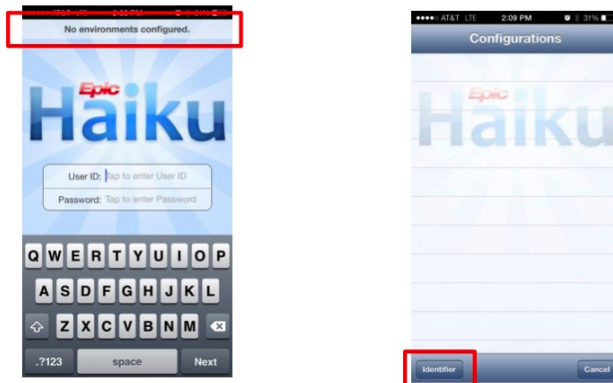 No environments configured.
Epic
Haiku
User ID: Tap to enter User ID
Password: Tap to enter Password
Q W E R T Y U I O P
A S D F G H J K L
Z X C V B N M
.?123 space Next
AT&T LTE 2:09 PM 31%
Configurations
Epic
Haiku
Identifier Cancel